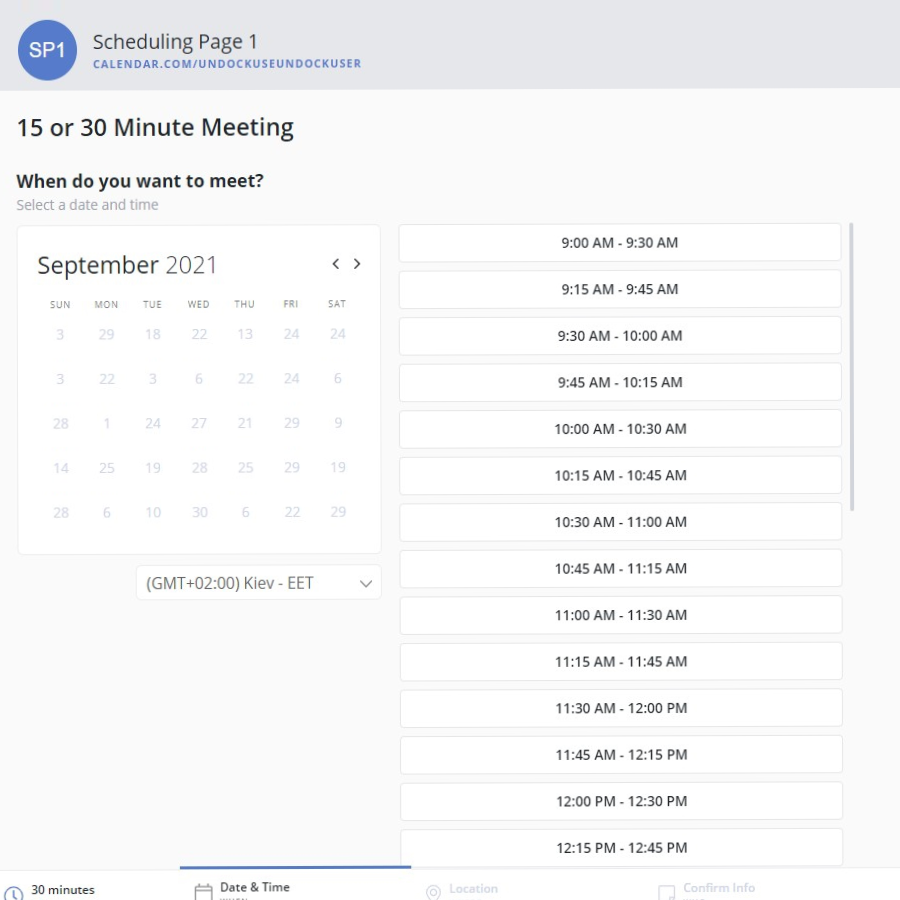 SP1
Scheduling Page 1
CALENDAR.COM/UNDOCKUSEUNDOCKUSER
15 or 30 Minute Meeting
When do you want to meet?
Select a date and time
September 2021
SUN MON TUE WED THU FRI SAT
3 29 18 22 13 24 24
3 22 3 6 22 24 6
28 1 24 27 21 29 9
14 25 19 28 25 29 19
28 6 10 30 6 22 29
(GMT+02:00) Kiev - EET
9:00 AM - 9:30 AM
9:15 AM - 9:45 AM
9:30 AM - 10:00 AM
9:45 AM - 10:15 AM
10:00 AM - 10:30 AM
10:15 AM - 10:45 AM
10:30 AM - 11:00 AM
10:45 AM - 11:15 AM
11:00 AM - 11:30 AM
11:15 AM - 11:45 AM
11:30 AM - 12:00 PM
11:45 AM - 12:15 PM
12:00 PM - 12:30 PM
12:15 PM - 12:45 PM
30 minutes
Date & Time
Location
Confirm Info